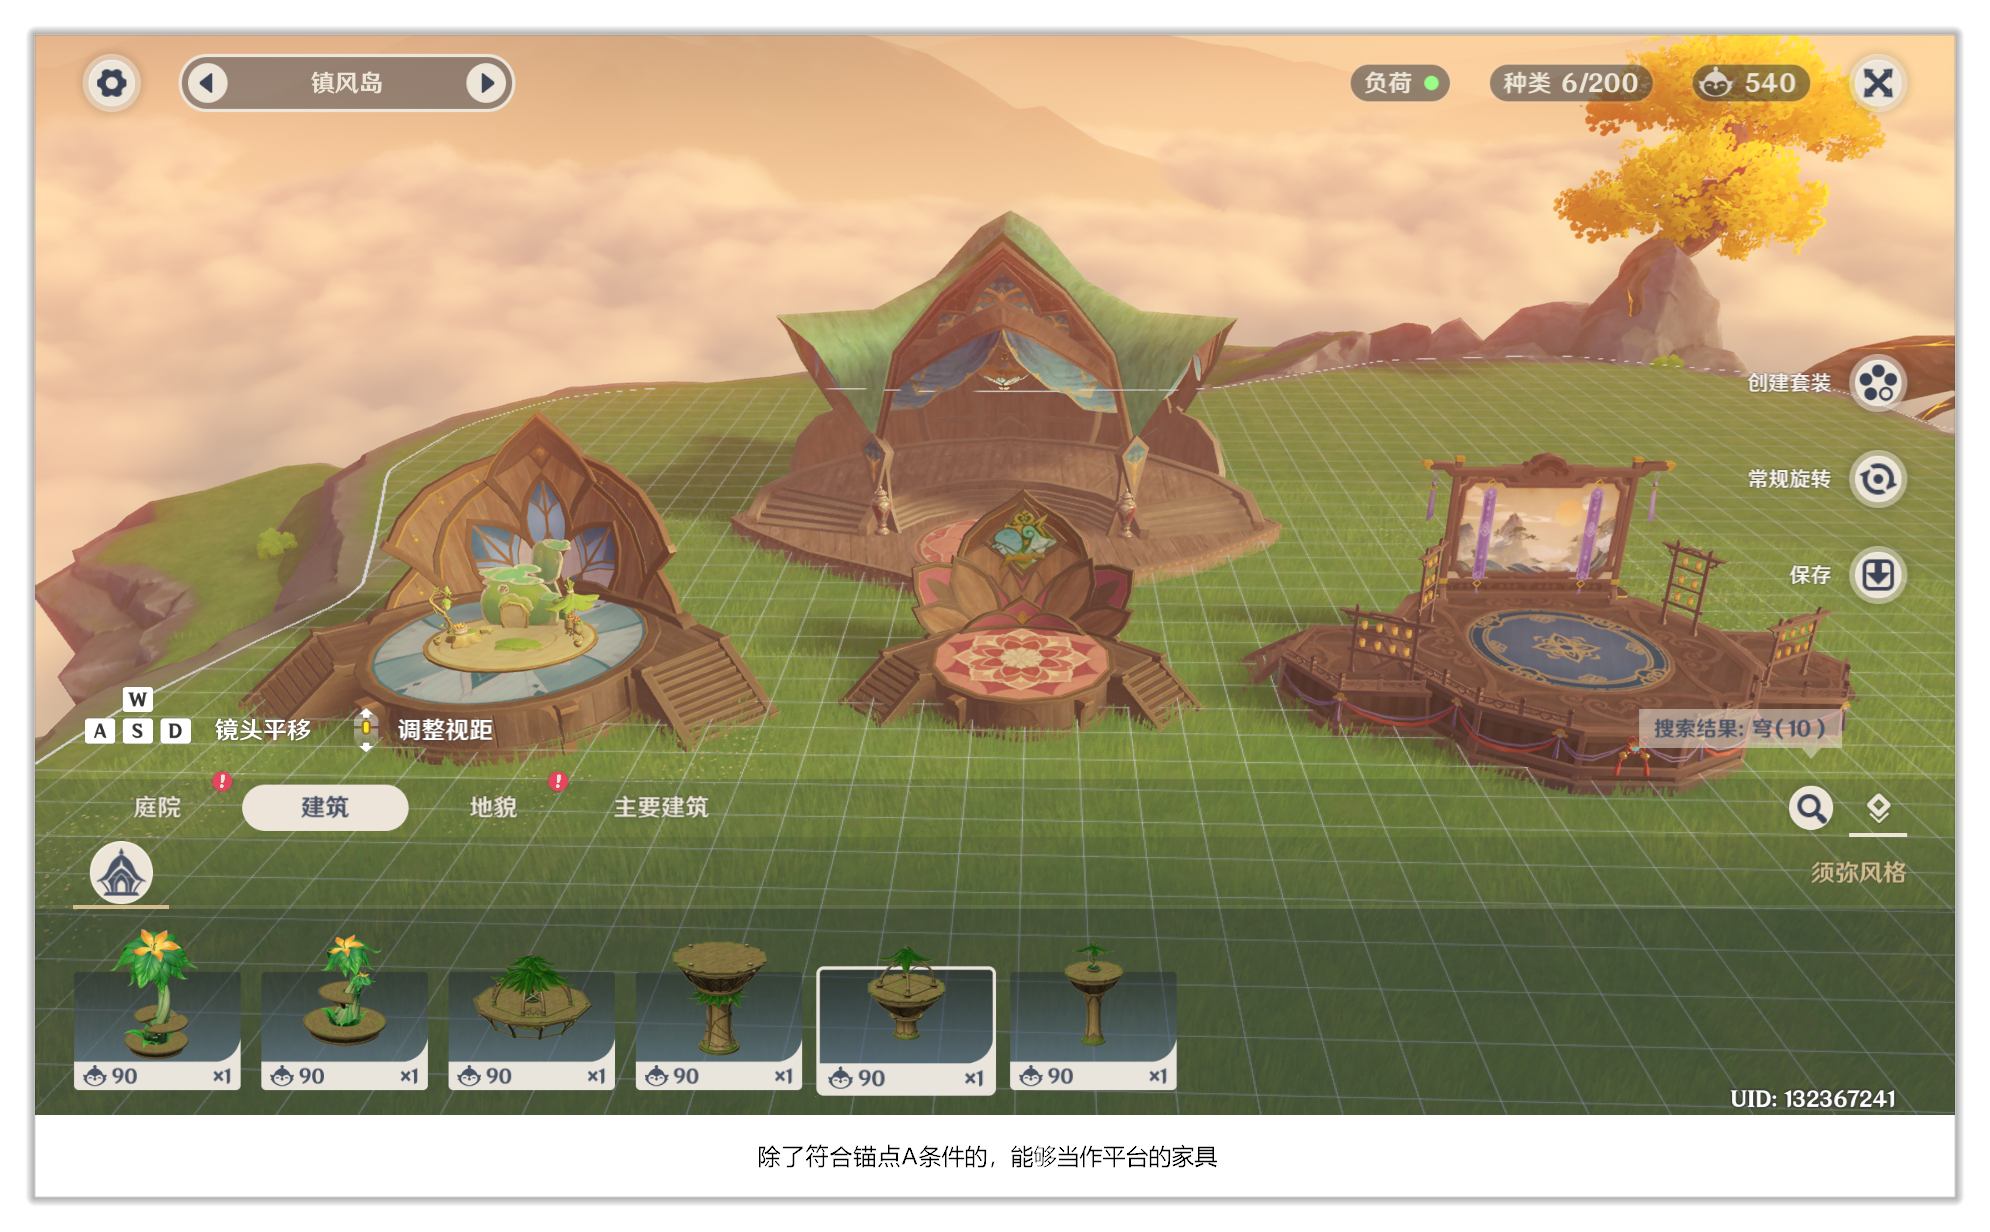 镇风岛
负荷
种类 6/200
540
创建套装
常规旋转
保存
W
A S D 镜头平移 调整视距
搜索结果: 穹(10)
庭院 建筑 地貌 主要建筑
须弥风格
90 ×1
90 ×1
90 ×1
90 ×1
90 ×1
90 ×1
UID: 132367241
除了符合锚点A条件的，能够当作平台的家具